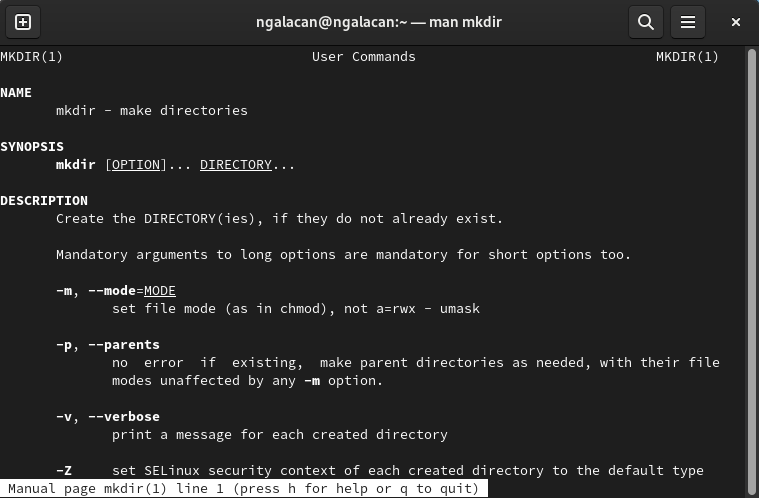 ngalacan@ngalacan:~ — man mkdir
MKDIR(1) User Commands MKDIR(1)
NAME
mkdir - make directories
SYNOPSIS
mkdir [OPTION]... DIRECTORY...
DESCRIPTION
Create the DIRECTORY(ies), if they do not already exist.
Mandatory arguments to long options are mandatory for short options too.
-m, --mode=MODE
set file mode (as in chmod), not a=rwx - umask
-p, --parents
no error if existing, make parent directories as needed, with their file
modes unaffected by any -m option.
-v, --verbose
print a message for each created directory
-Z set SELinux security context of each created directory to the default type
Manual page mkdir(1) line 1 (press h for help or q to quit)